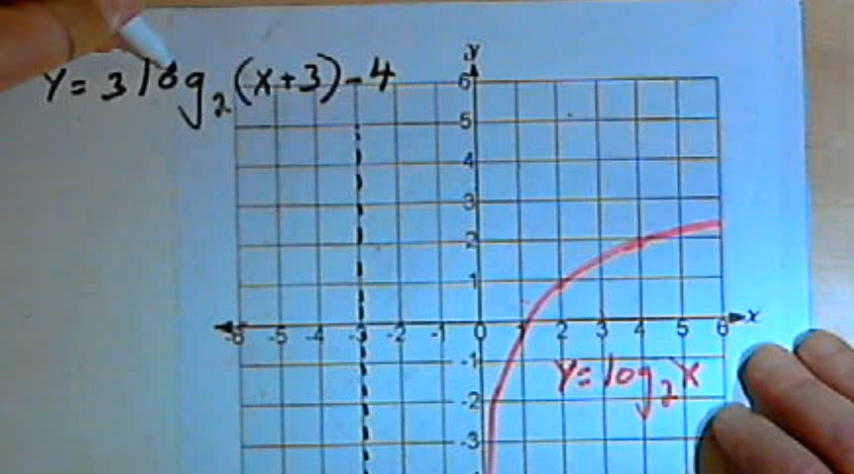 y = 3 log₂(x+3) - 4
y
6
5
4
3
2
1
-6 -5 -4 -3 -2 -1 0 1 2 3 4 5 6 x
-1
y = log₂x
-2
-3